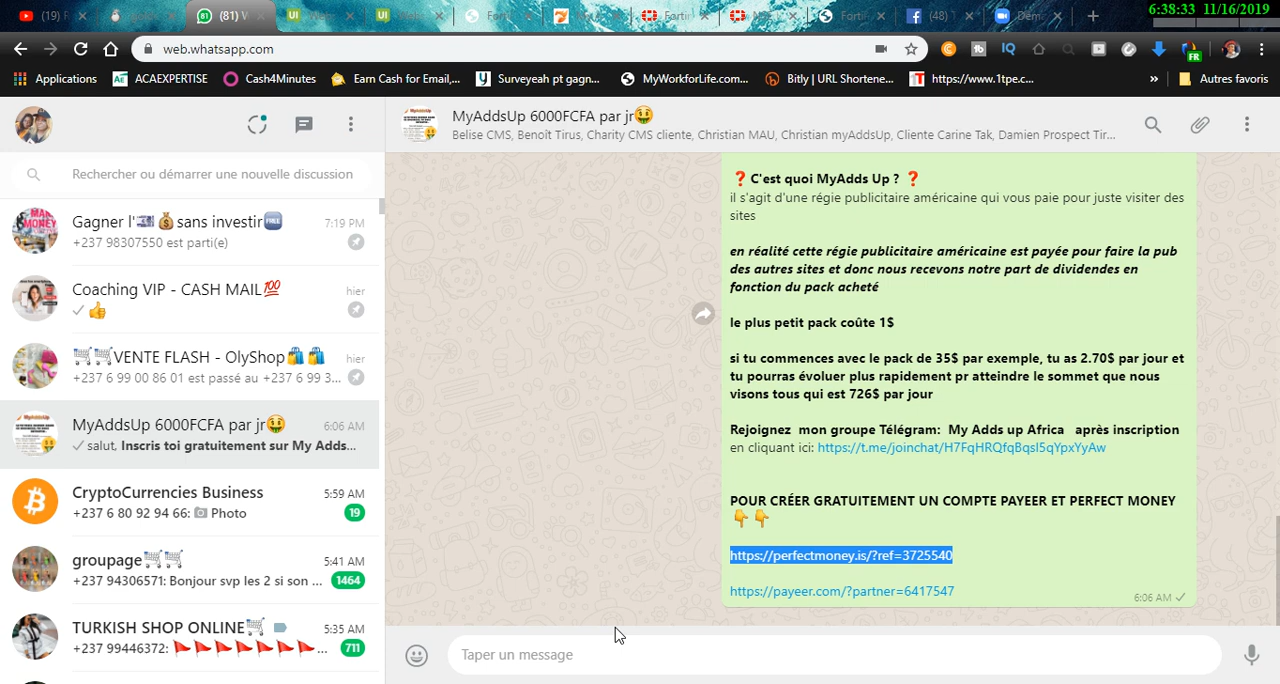 6:38:33 11/16/2019
(19) F
(81) W
Forti
Forti
(48) T
Dém
web.whatsapp.com
FR
Applications
ACAEXPERTISE
Cash4Minutes
Earn Cash for Email,...
Surveyeah pt gagn...
MyWorkforLife.com...
Bitly | URL Shortene...
https://www.1tpe.c...
»
Autres favoris
Rechercher ou démarrer une nouvelle discussion
Gagner l'💵💰sans investir🆓
7:19 PM
+237 98307550 est parti(e)
Coaching VIP - CASH MAIL💯
hier
👍
🛒🛒VENTE FLASH - OlyShop🛍️🛍️
hier
+237 6 99 00 86 01 est passé au +237 6 99 3...
MyAddsUp 6000FCFA par jr🤑
6:06 AM
salut, Inscris toi gratuitement sur My Adds...
CryptoCurrencies Business
5:59 AM
+237 6 80 92 94 66: 📷 Photo
19
groupage🛒🛒
5:41 AM
+237 94306571: Bonjour svp les 2 si son ...
1464
TURKISH SHOP ONLINE🛒
5:35 AM
+237 99446372: 🚩🚩🚩🚩🚩🚩🚩...
711
MyAddsUp 6000FCFA par jr🤑
Belise CMS, Benoît Tirus, Charity CMS cliente, Christian MAU, Christian myAddsUp, Cliente Carine Tak, Damien Prospect Tir...
❓C'est quoi MyAdds Up ? ❓
il s'agit d'une régie publicitaire américaine qui vous paie pour juste visiter des
sites
en réalité cette régie publicitaire américaine est payée pour faire la pub
des autres sites et donc nous recevons notre part de dividendes en
fonction du pack acheté
le plus petit pack coûte 1$
si tu commences avec le pack de 35$ par exemple, tu as 2.70$ par jour et
tu pourras évoluer plus rapidement pr atteindre le sommet que nous
visons tous qui est 726$ par jour
Rejoignez mon groupe Télégram: My Adds up Africa après inscription
en cliquant ici: https://t.me/joinchat/H7FqHRQfqBqsI5qYpxYyAw
POUR CRÉER GRATUITEMENT UN COMPTE PAYEER ET PERFECT MONEY
👇👇
https://perfectmoney.is/?ref=3725540
https://payeer.com/?partner=6417547
6:06 AM
Taper un message